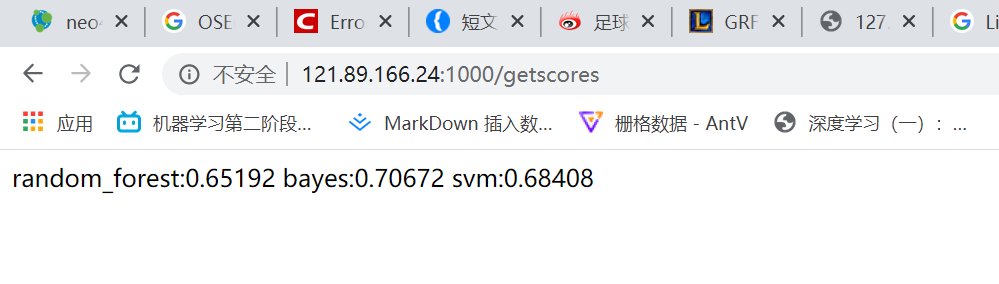 neo OSE Erro 短文 足球 GRF 127. Li
不安全 121.89.166.24:1000/getscores
应用 机器学习第二阶段... MarkDown 插入数... 栅格数据 - AntV 深度学习（一）：...
random_forest:0.65192 bayes:0.70672 svm:0.68408